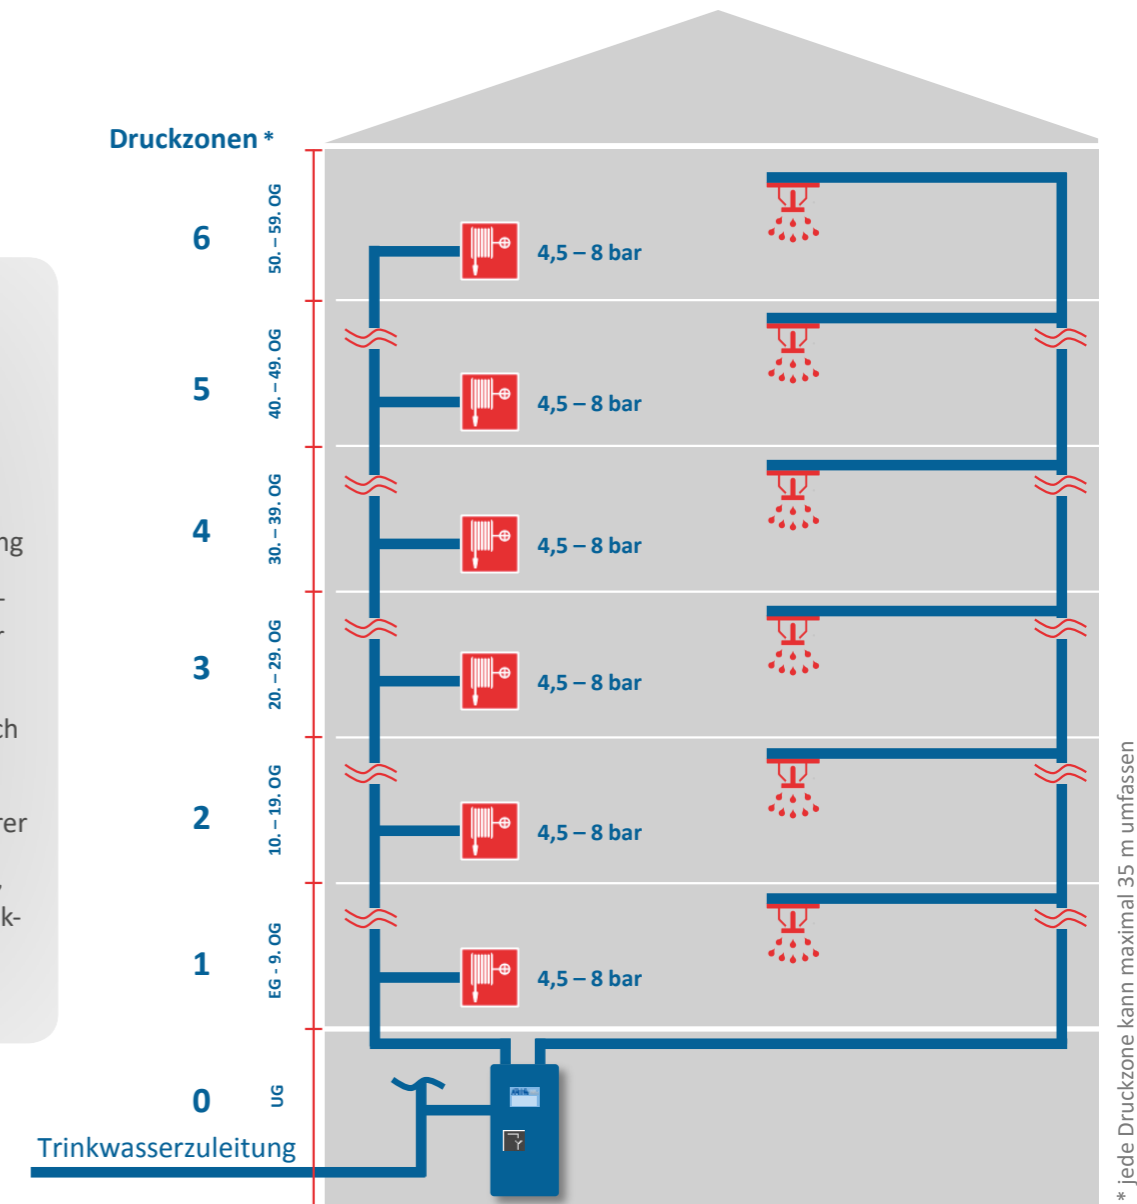 Druckzonen *
6
50. – 59. OG
4,5 – 8 bar
5
40. – 49. OG
4,5 – 8 bar
4
30. – 39. OG
4,5 – 8 bar
3
20. – 29. OG
4,5 – 8 bar
2
10. – 19. OG
4,5 – 8 bar
1
EG - 9. OG
4,5 – 8 bar
0
UG
Trinkwasserzuleitung
* jede Druckzone kann maximal 35 m umfassen
ng
-
r
ch
rer
,
k-